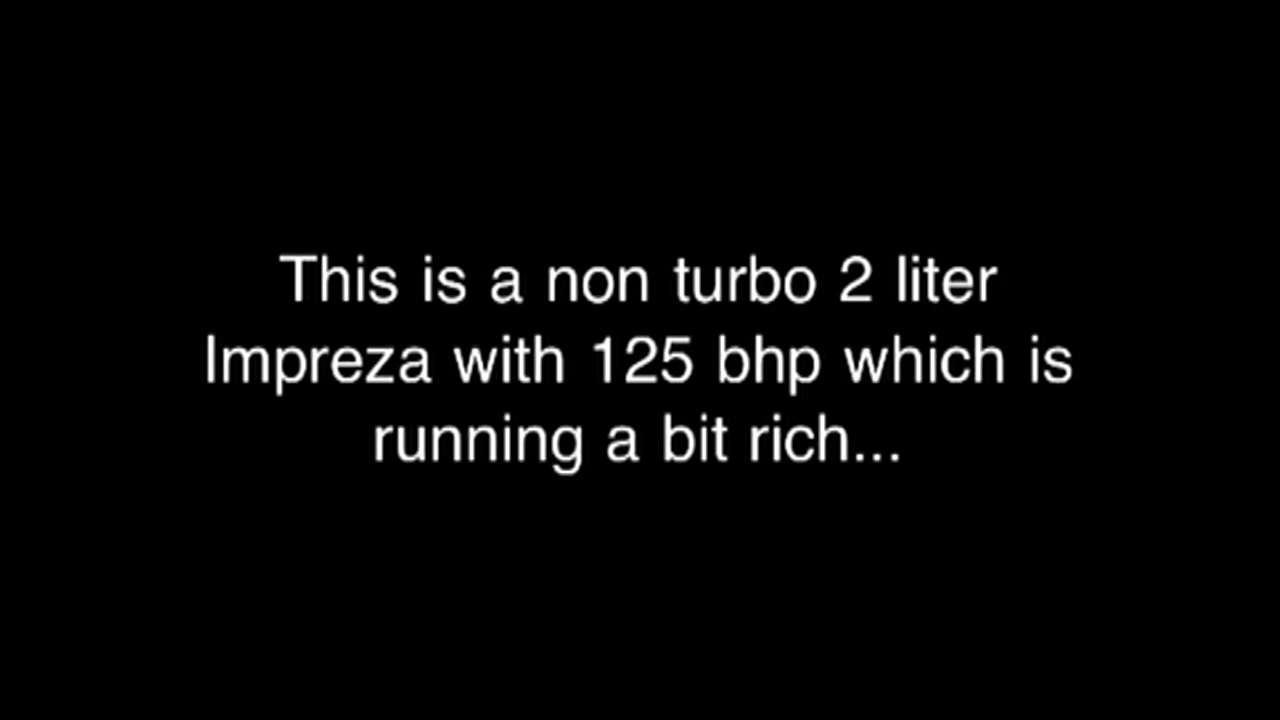 This is a non turbo 2 liter
Impreza with 125 bhp which is
running a bit rich...